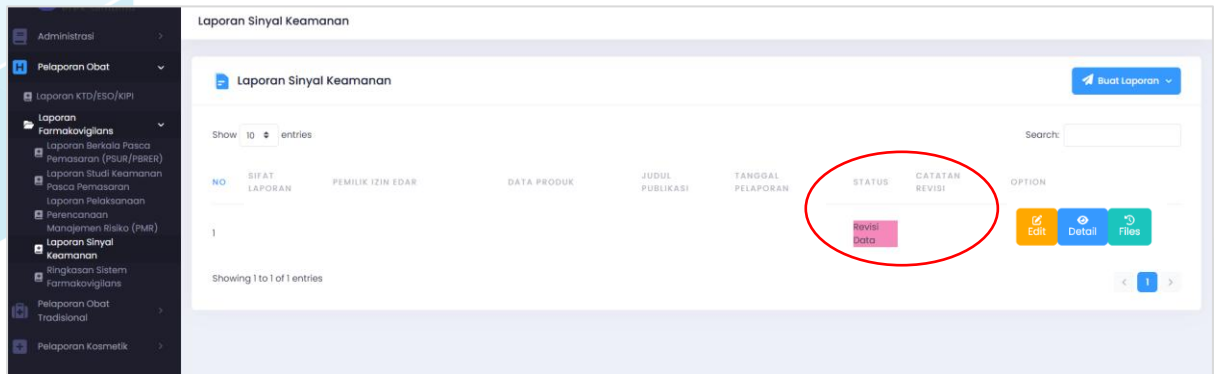 Laporan Sinyal Keamanan
Administrasi
Pelaporan Obat
Laporan KTD/ESO/KIPI
Laporan
Farmakovigilans
Laporan Berkala Pasca
Pemasaran (PSUR/PBRER)
Laporan Studi Keamanan
Pasca Pemasaran
Laporan Pelaksanaan
Perencanaan
Manajemen Risiko (PMR)
Laporan Sinyal
Keamanan
Ringkasan Sistem
Farmakovigilans
Pelaporan Obat
Tradisional
Pelaporan Kosmetik
Laporan Sinyal Keamanan
Buat Laporan
Show 10 entries
Search:
NO
SIFAT
LAPORAN
PEMILIK IZIN EDAR
DATA PRODUK
JUDUL
PUBLIKASI
TANGGAL
PELAPORAN
STATUS
CATATAN
REVISI
OPTION
1
Revisi
Data
Edit
Detail
Files
Showing 1 to 1 of 1 entries
< 1 >